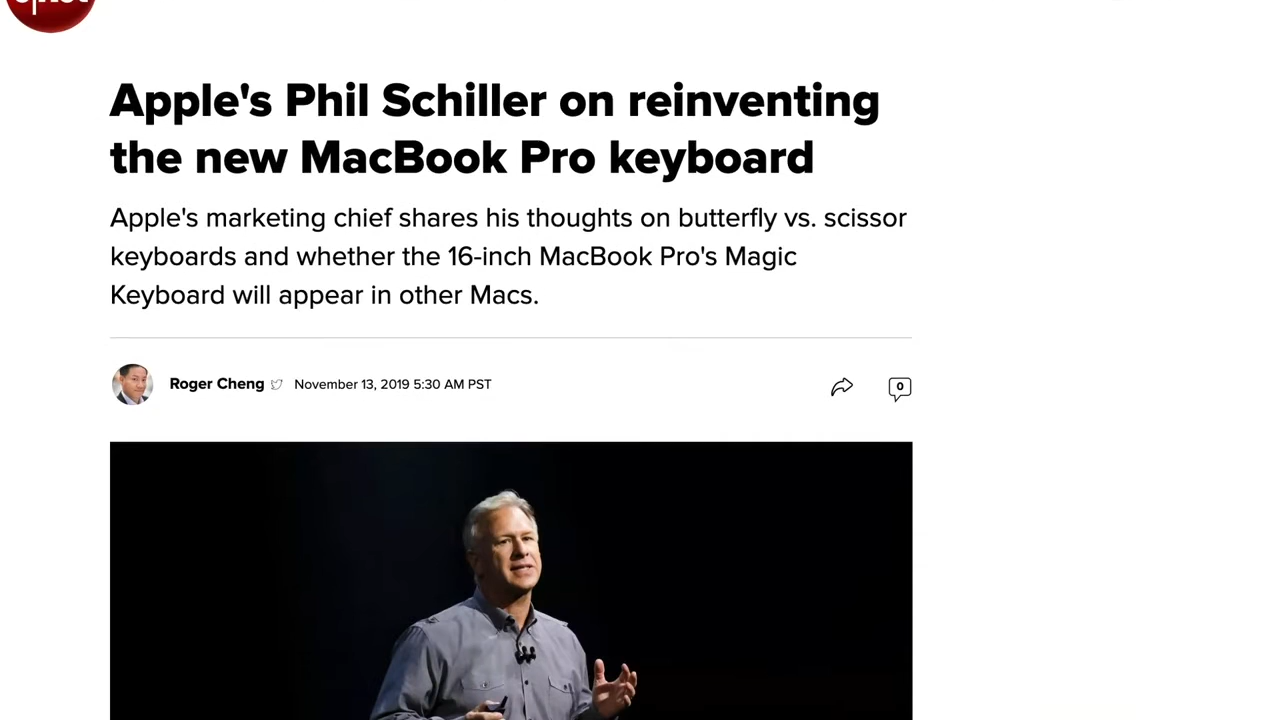 Apple's Phil Schiller on reinventing
the new MacBook Pro keyboard
Apple's marketing chief shares his thoughts on butterfly vs. scissor
keyboards and whether the 16-inch MacBook Pro's Magic
Keyboard will appear in other Macs.
Roger Cheng November 13, 2019 5:30 AM PST
0